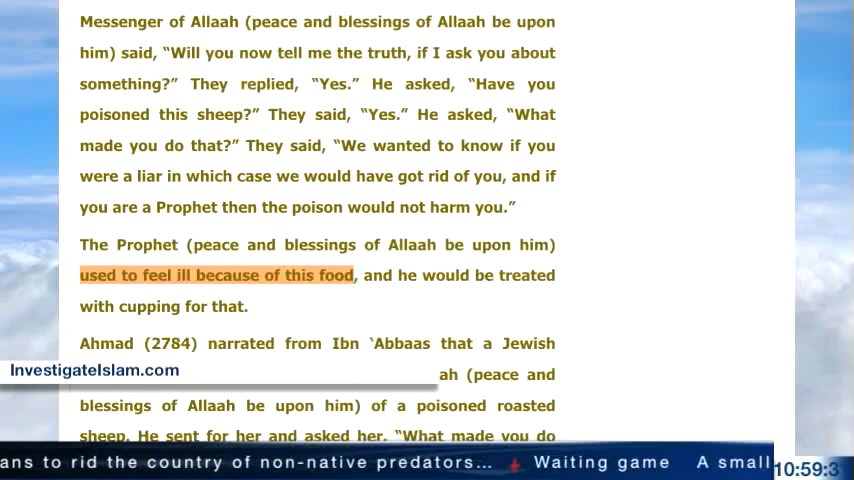 Messenger of Allaah (peace and blessings of Allaah be upon
him) said, “Will you now tell me the truth, if I ask you about
something?” They replied, “Yes.” He asked, “Have you
poisoned this sheep?” They said, “Yes.” He asked, “What
made you do that?” They said, “We wanted to know if you
were a liar in which case we would have got rid of you, and if
you are a Prophet then the poison would not harm you.”
The Prophet (peace and blessings of Allaah be upon him)
used to feel ill because of this food, and he would be treated
with cupping for that.
Ahmad (2784) narrated from Ibn ‘Abbaas that a Jewish
InvestigateIslam.com
ah (peace and
blessings of Allaah be upon him) of a poisoned roasted
sheep. He sent for her and asked her, “What made you do
ans to rid the country of non-native predators... Waiting game A small
10:59:3